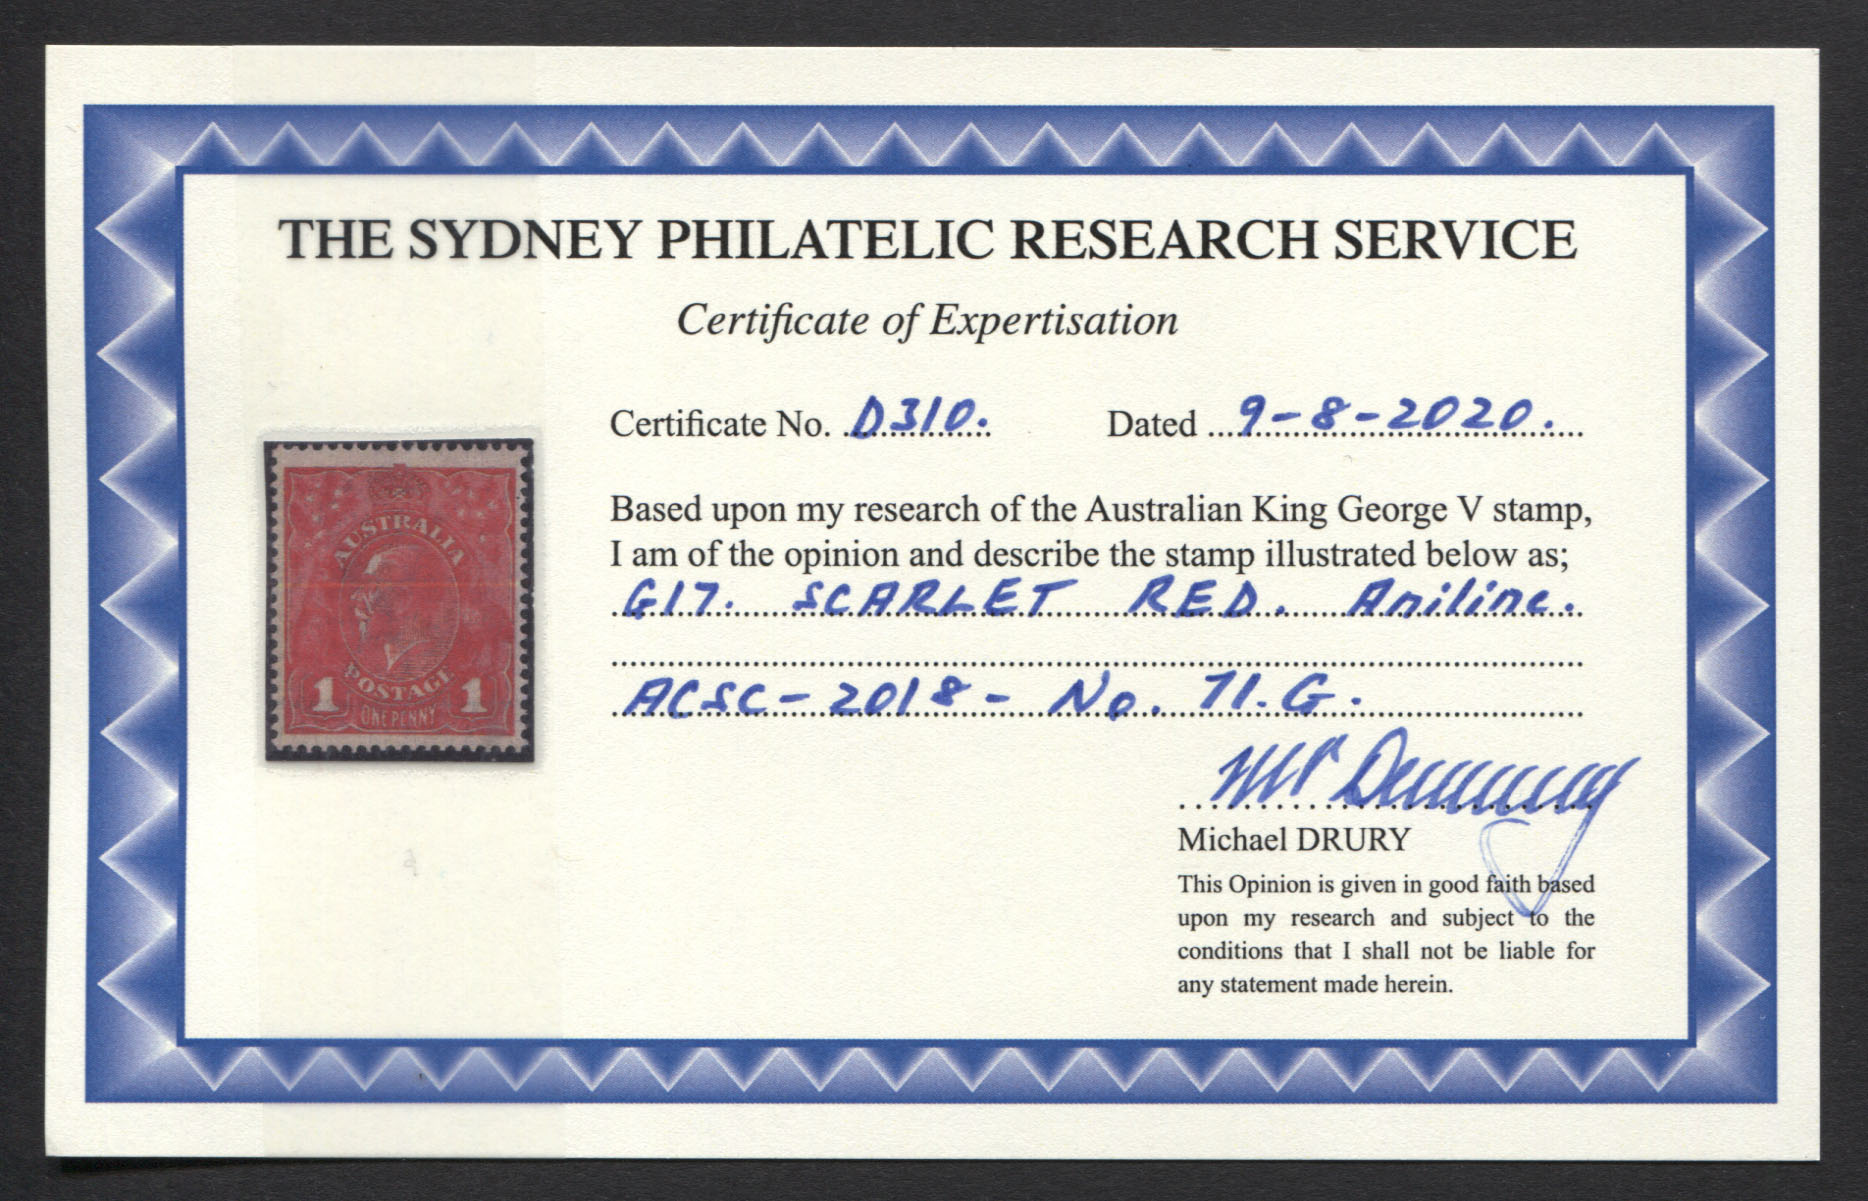 THE SYDNEY PHILATELIC RESEARCH SERVICE
Certificate of Expertisation
Certificate No. D310. Dated 9-8-2020.
Based upon my research of the Australian King George V stamp,
I am of the opinion and describe the stamp illustrated below as;
G17. SCARLET RED. Aniline.
ACSC-2018- No. 71.G.
AUSTRALIA
POSTAGE
1 ONE PENNY 1
MP Drury
Michael DRURY
This Opinion is given in good faith based
upon my research and subject to the
conditions that I shall not be liable for
any statement made herein.